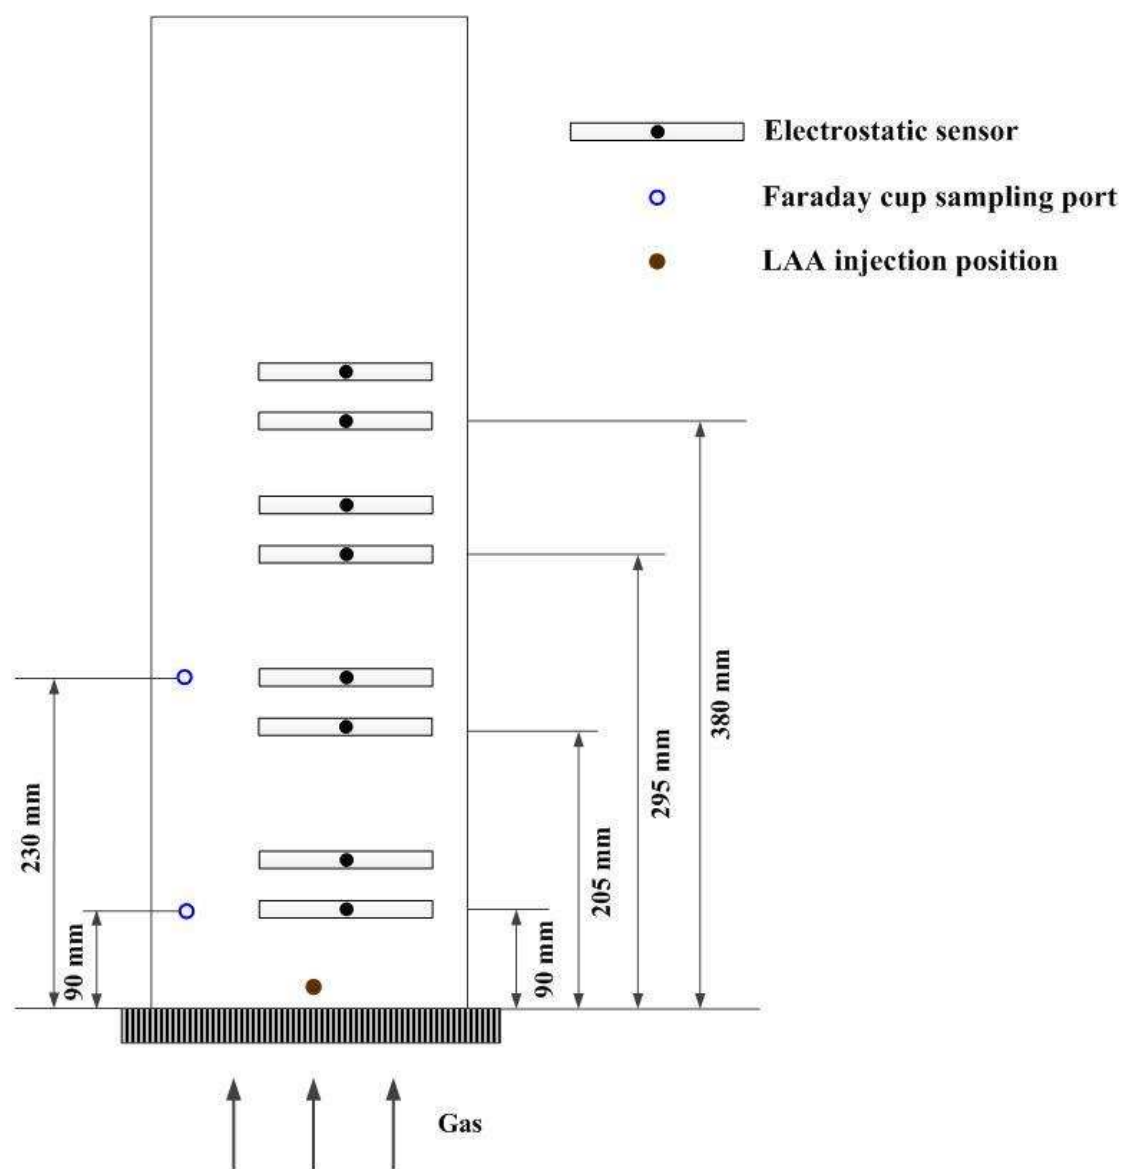 Electrostatic sensor
Faraday cup sampling port
LAA injection position
380 mm
295 mm
230 mm
205 mm
90 mm
90 mm
Gas